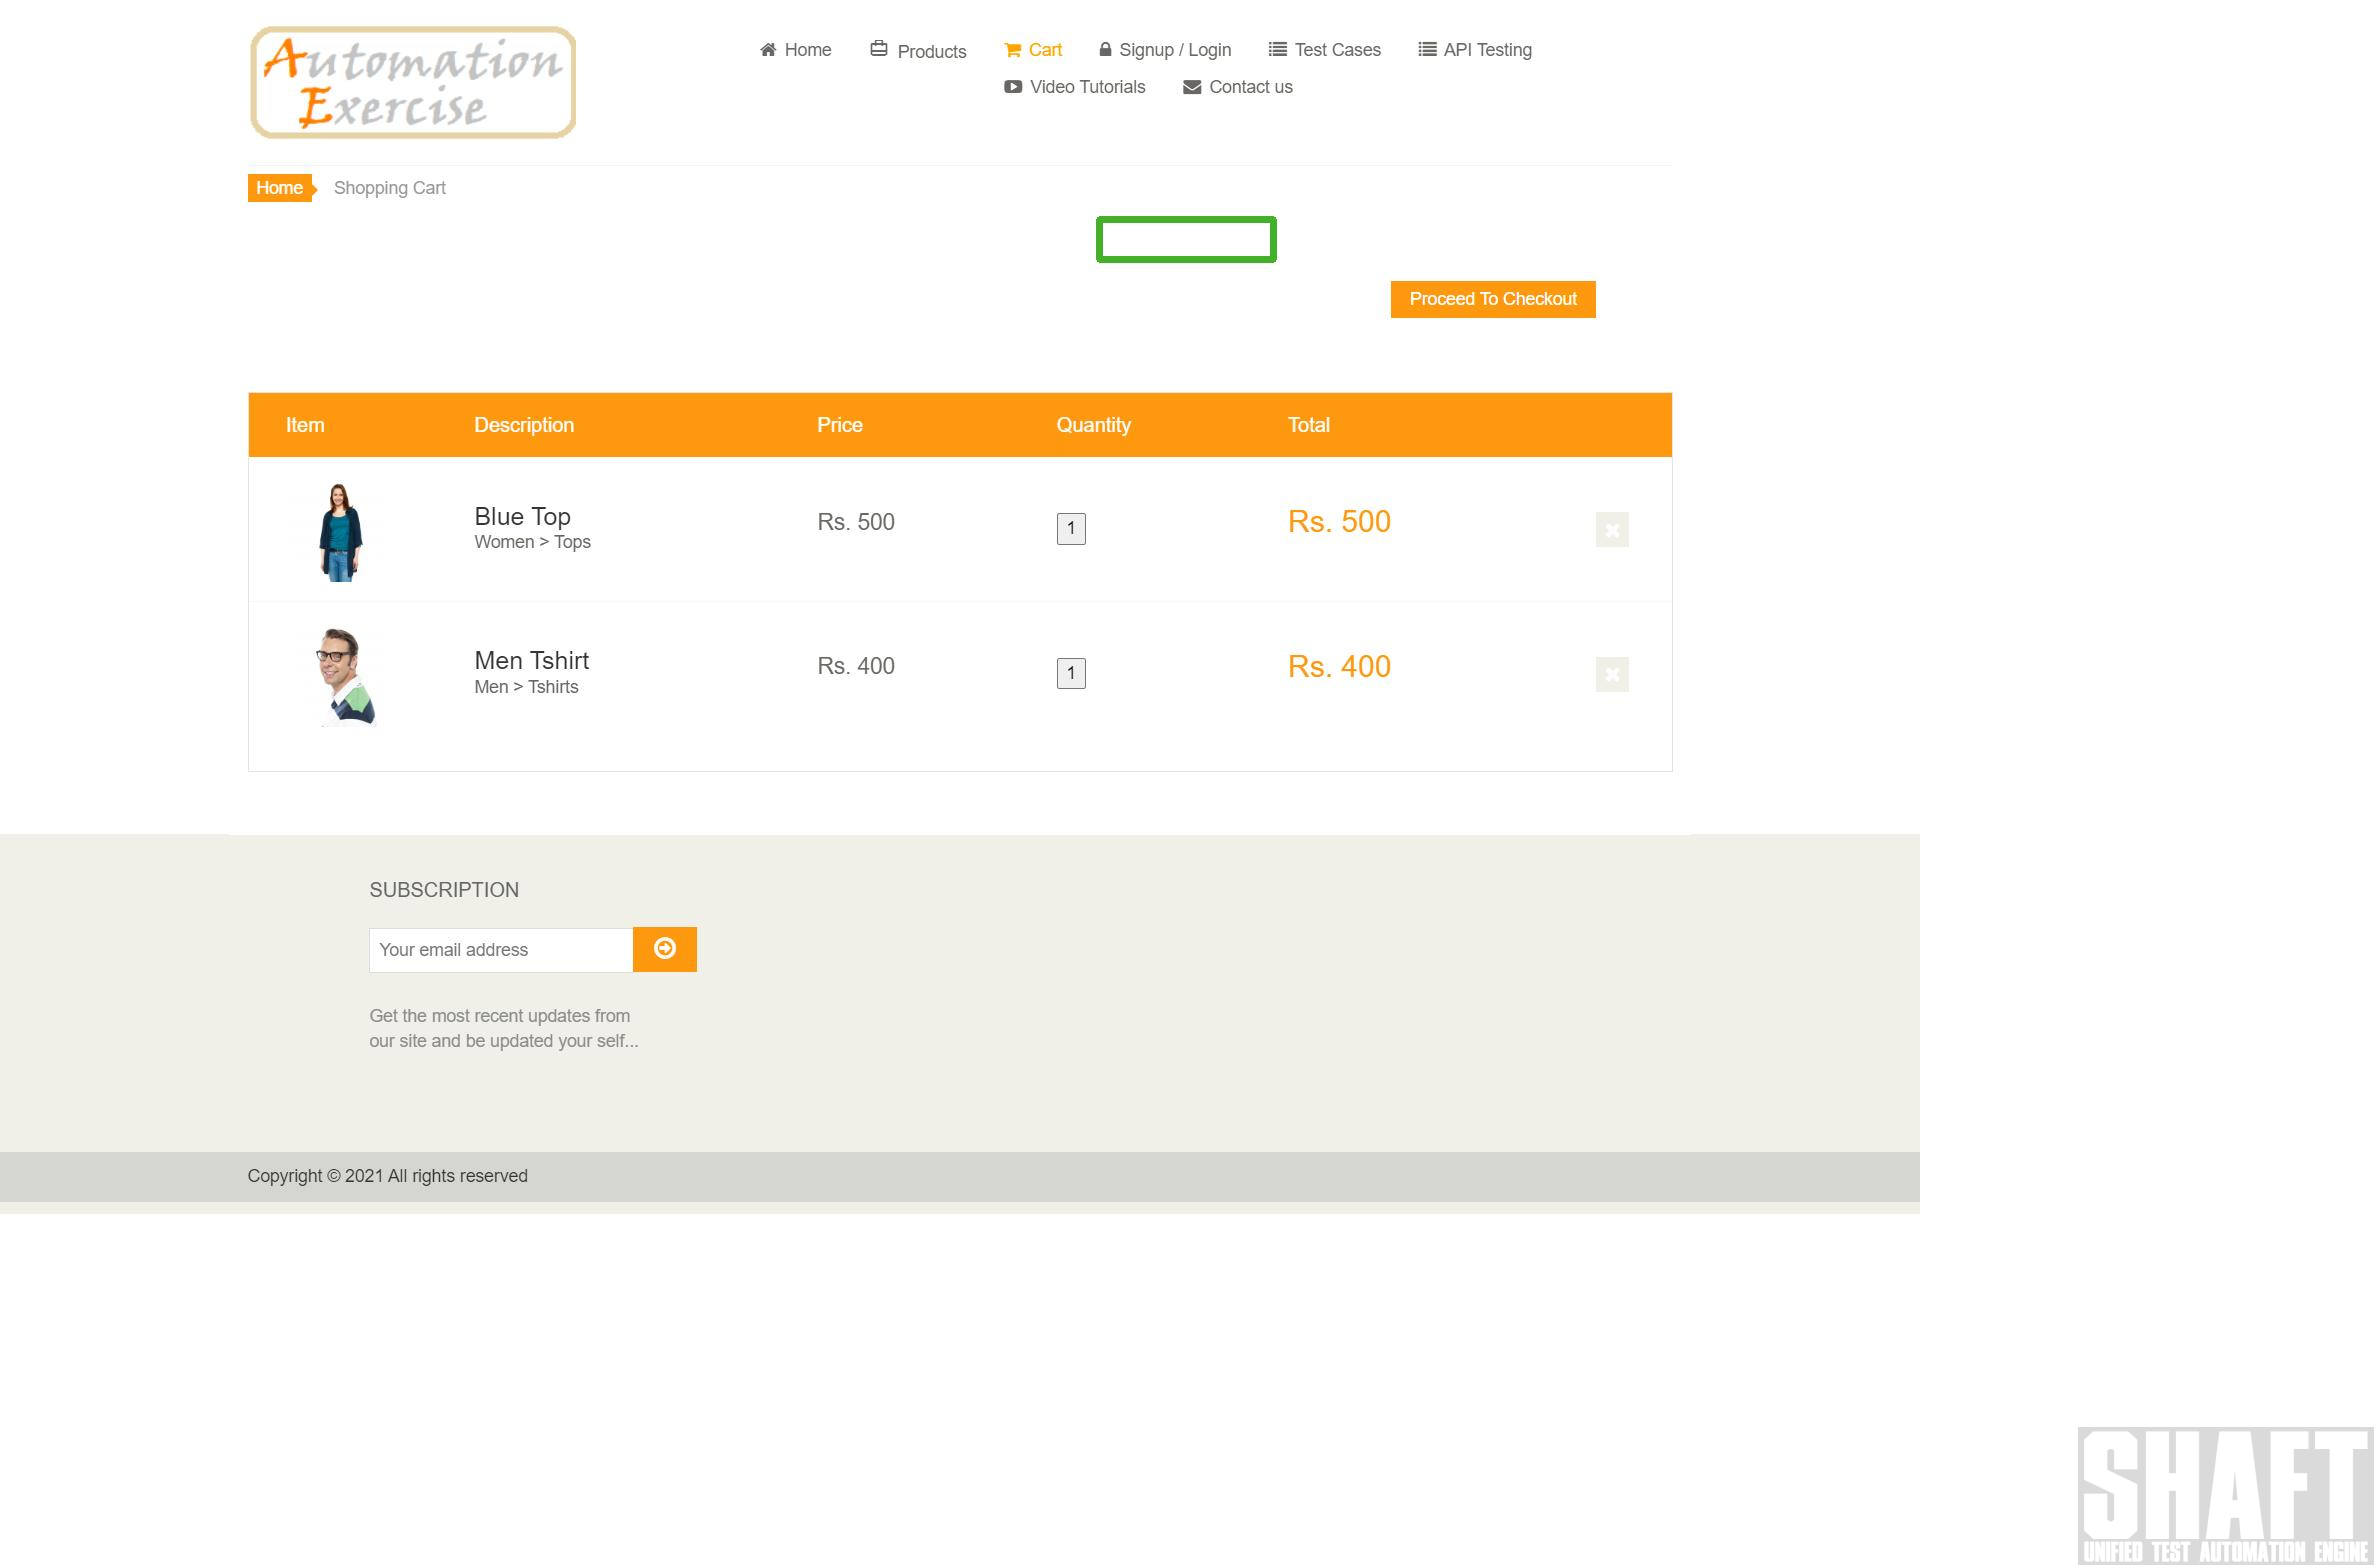 Automation
Exercise
Home
Products
Cart
Signup / Login
Test Cases
API Testing
Video Tutorials
Contact us
Home
Shopping Cart
Proceed To Checkout
Item Description Price Quantity Total
Blue Top
Women > Tops
Rs. 500
1
Rs. 500
Men Tshirt
Men > Tshirts
Rs. 400
1
Rs. 400
SUBSCRIPTION
Your email address
Get the most recent updates from
our site and be updated your self...
Copyright © 2021 All rights reserved
SHAFT
UNIFIED TEST AUTOMATION ENGINE